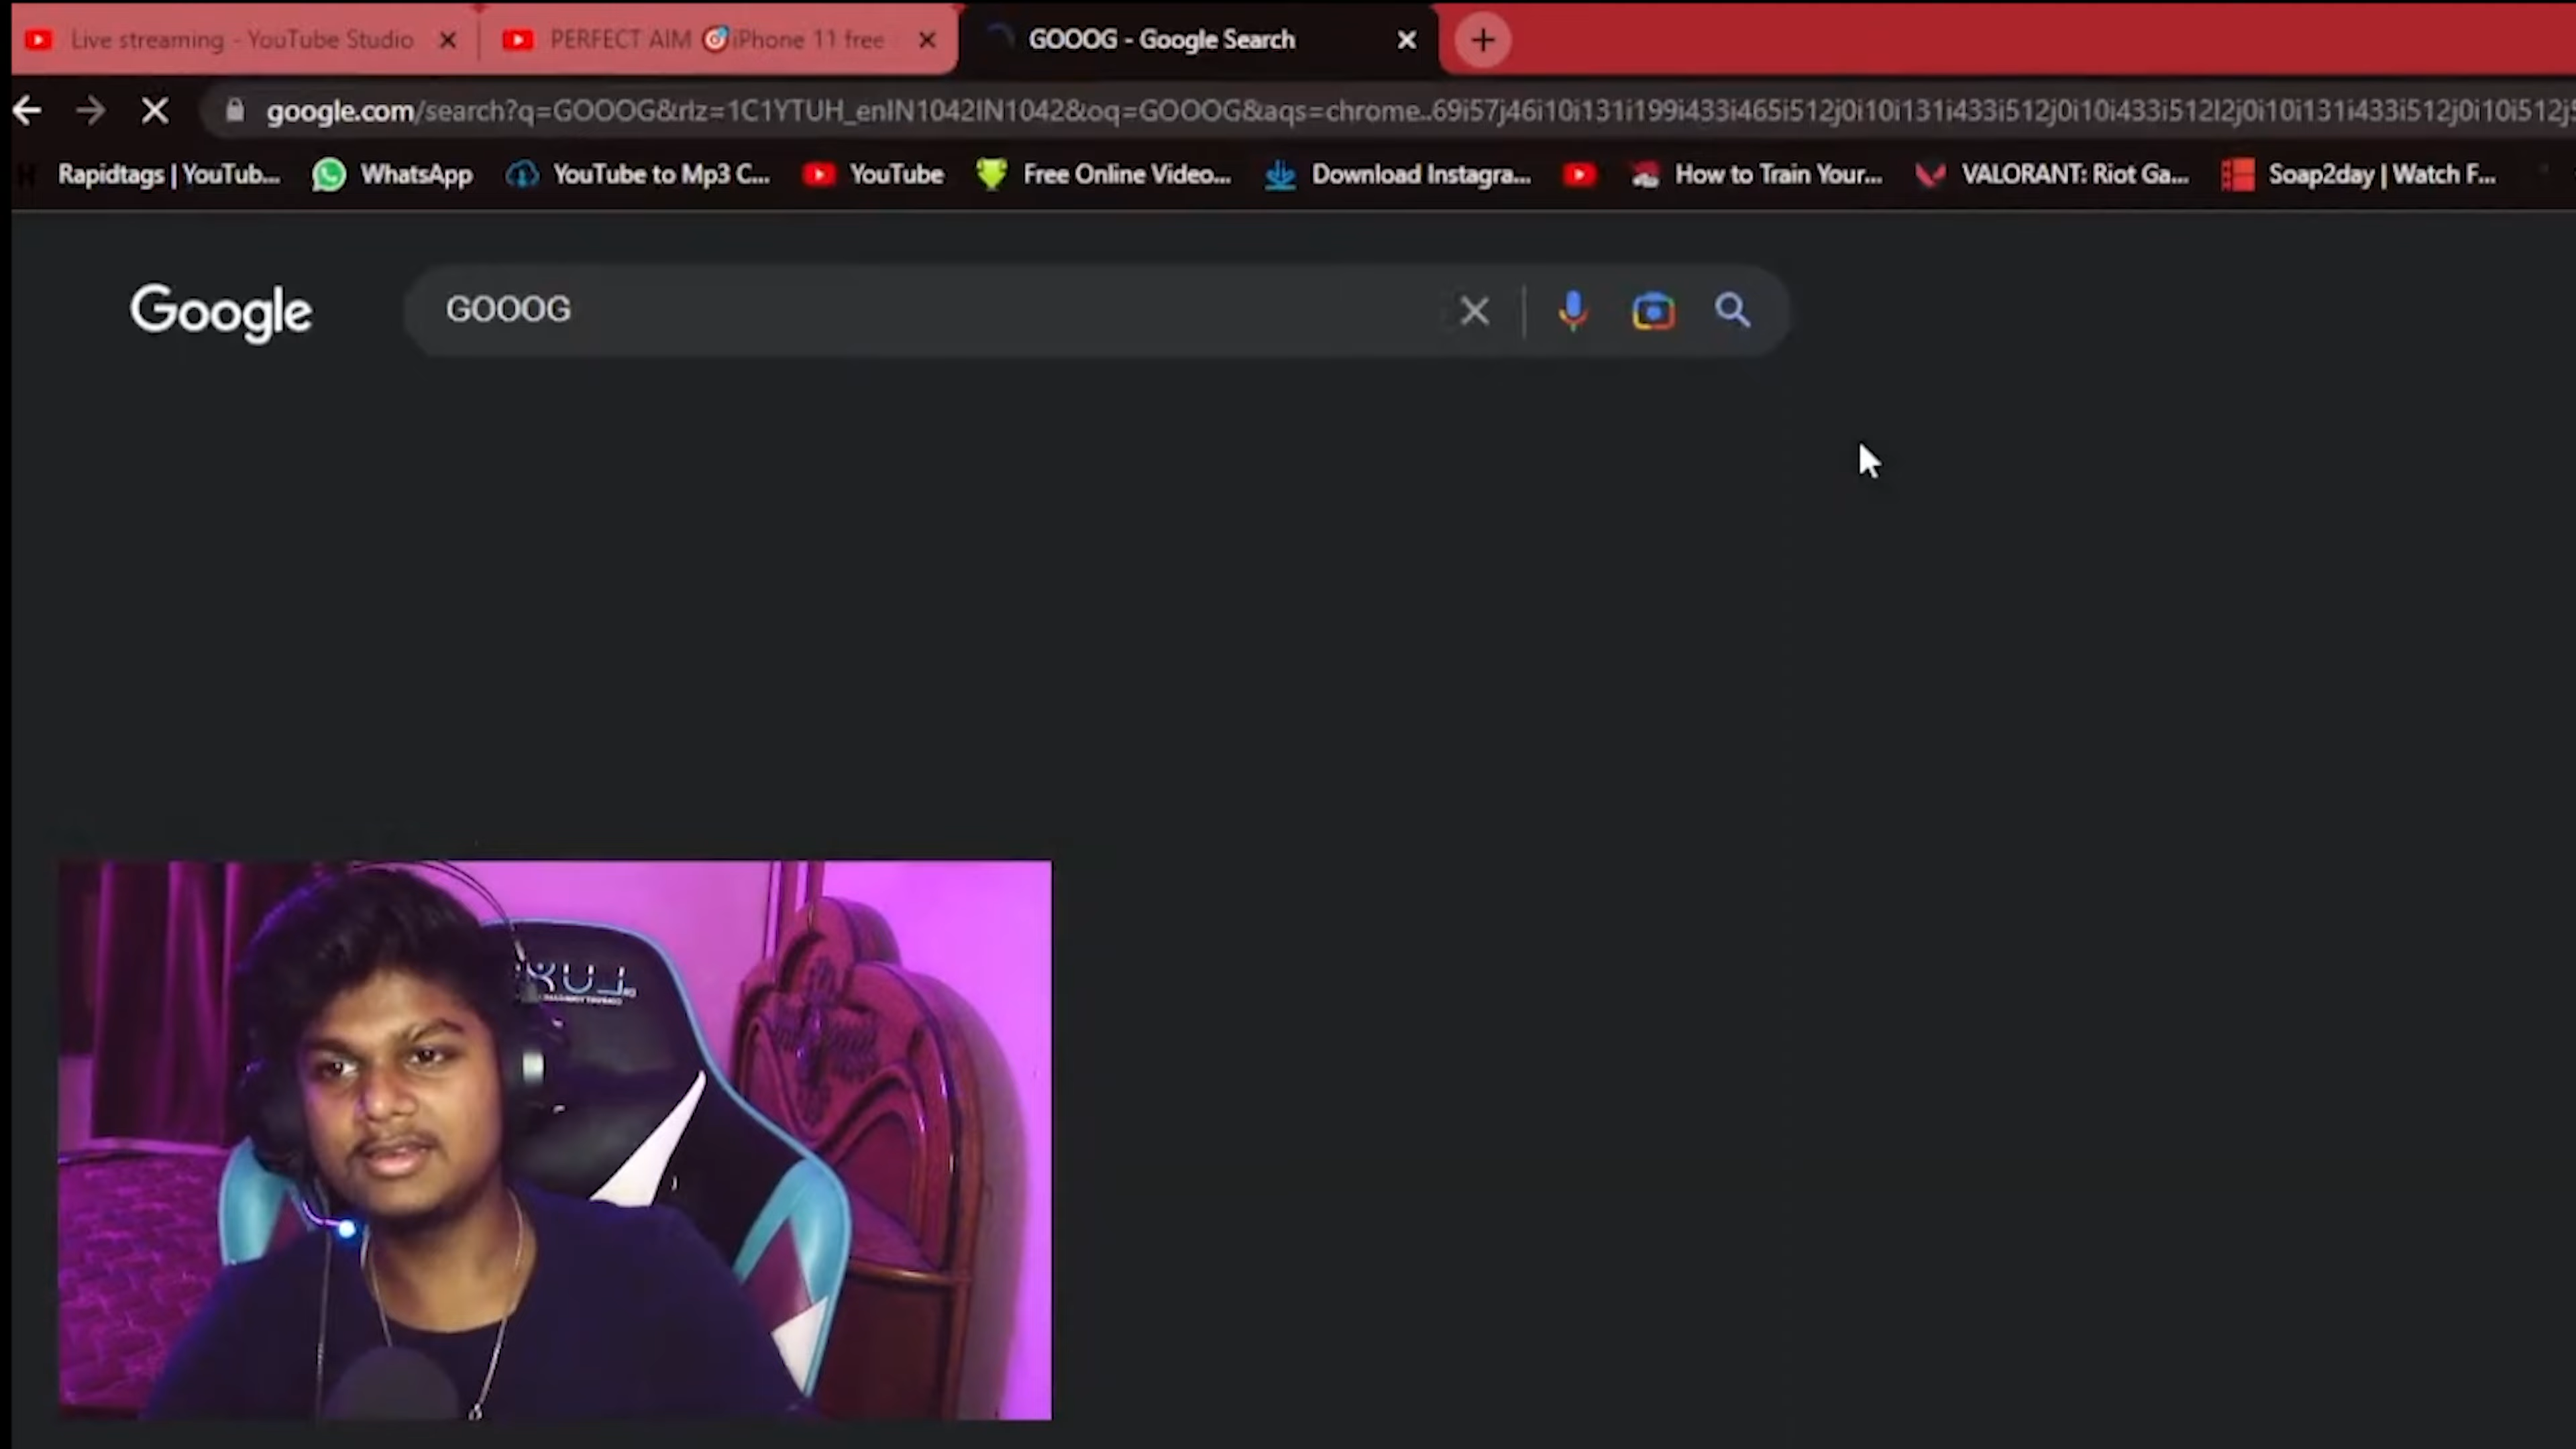 Live streaming - YouTube Studio
PERFECT AIM 🎯iPhone 11 free
GOOOG - Google Search
google.com/search?q=GOOOG&rlz=1C1YTUH_enIN1042IN1042&oq=GOOOG&aqs=chrome..69i57j46i10i131i199i433i465i512j0i10i131i433i512j0i10i433i512l2j0i10i131i433i512j0i10i512j
Rapidtags | YouTub...
WhatsApp
YouTube to Mp3 C...
YouTube
Free Online Video...
Download Instagra...
How to Train Your...
VALORANT: Riot Ga...
Soap2day | Watch F...
Google
GOOOG